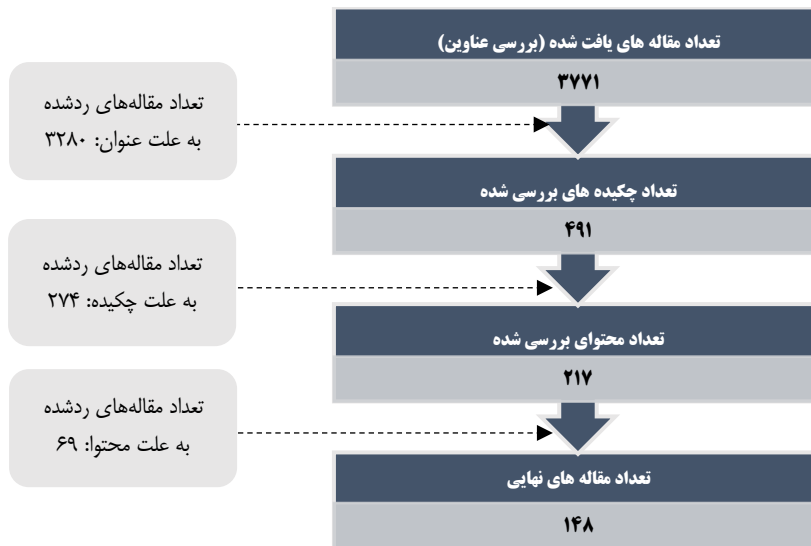 تعداد مقاله های یافت شده (بررسی عناوین)
۳۷۷۱
تعداد مقاله‌های ردشده
به علت عنوان: ۳۲۸۰
تعداد چکیده های بررسی شده
۴۹۱
تعداد مقاله‌های ردشده
به علت چکیده: ۲۷۴
تعداد محتوای بررسی شده
۲۱۷
تعداد مقاله‌های ردشده
به علت محتوا: ۶۹
تعداد مقاله های نهایی
۱۴۸